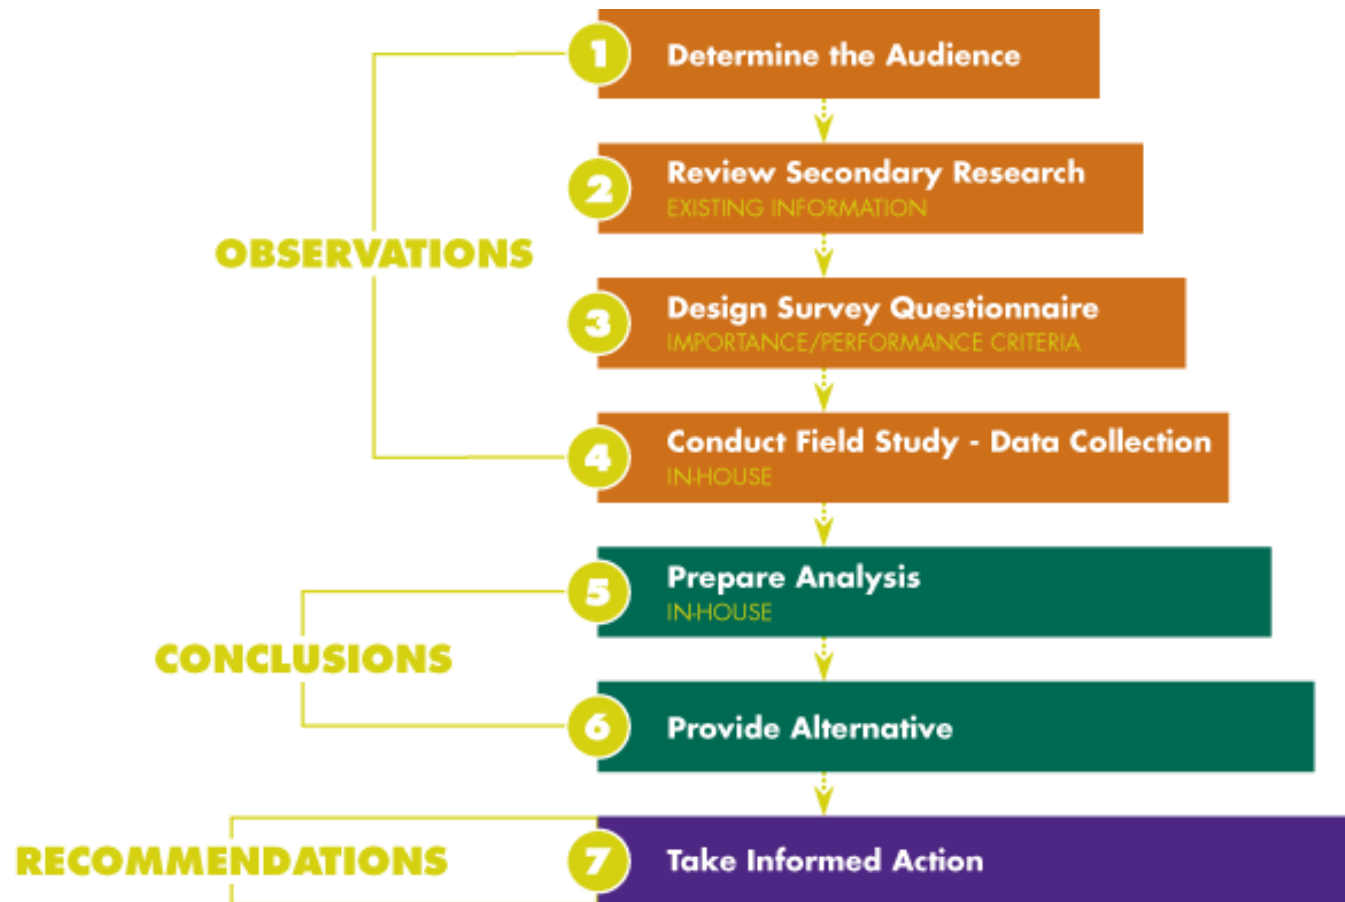 1
Determine the Audience
2
Review Secondary Research
EXISTING INFORMATION
OBSERVATIONS
3
Design Survey Questionnaire
IMPORTANCE/PERFORMANCE CRITERIA
4
Conduct Field Study - Data Collection
IN-HOUSE
5
Prepare Analysis
IN-HOUSE
CONCLUSIONS
6
Provide Alternative
RECOMMENDATIONS
7
Take Informed Action